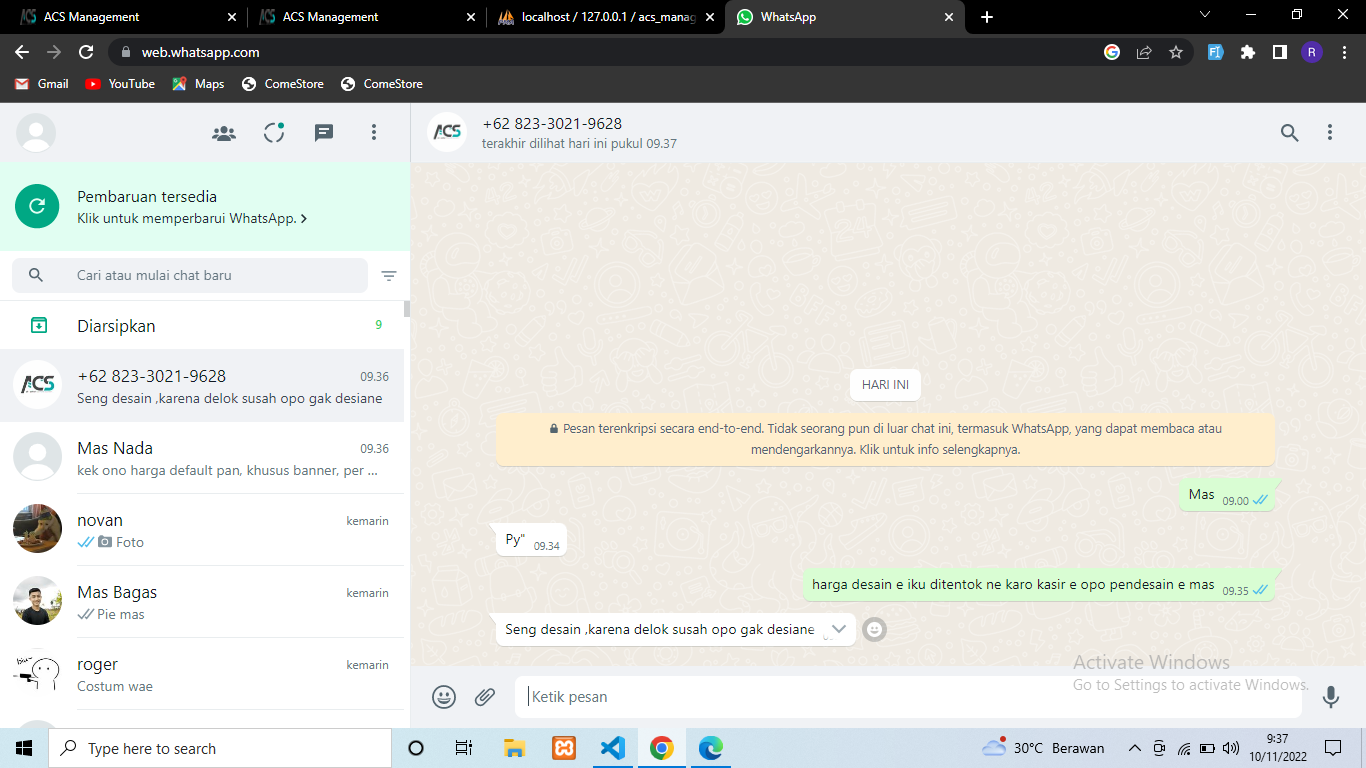 ACS Management
ACS Management
localhost / 127.0.0.1 / acs_manag
WhatsApp
web.whatsapp.com
R
Gmail
YouTube
Maps
ComeStore
ComeStore
ACS
+62 823-3021-9628
terakhir dilihat hari ini pukul 09.37
Pembaruan tersedia
Klik untuk memperbarui WhatsApp.
Cari atau mulai chat baru
Diarsipkan
9
ACS
+62 823-3021-9628
09.36
Seng desain ,karena delok susah opo gak desiane
Mas Nada
09.36
kek ono harga default pan, khusus banner, per ...
novan
kemarin
Foto
Mas Bagas
kemarin
Pie mas
roger
kemarin
Costum wae
HARI INI
Pesan terenkripsi secara end-to-end. Tidak seorang pun di luar chat ini, termasuk WhatsApp, yang dapat membaca atau
mendengarkannya. Klik untuk info selengkapnya.
Mas 09.00
Py" 09.34
harga desain e iku ditentok ne karo kasir e opo pendesain e mas 09.35
Seng desain ,karena delok susah opo gak desiane
Ketik pesan
Activate Windows
Go to Settings to activate Windows.
Type here to search
30°C Berawan
9:37
10/11/2022